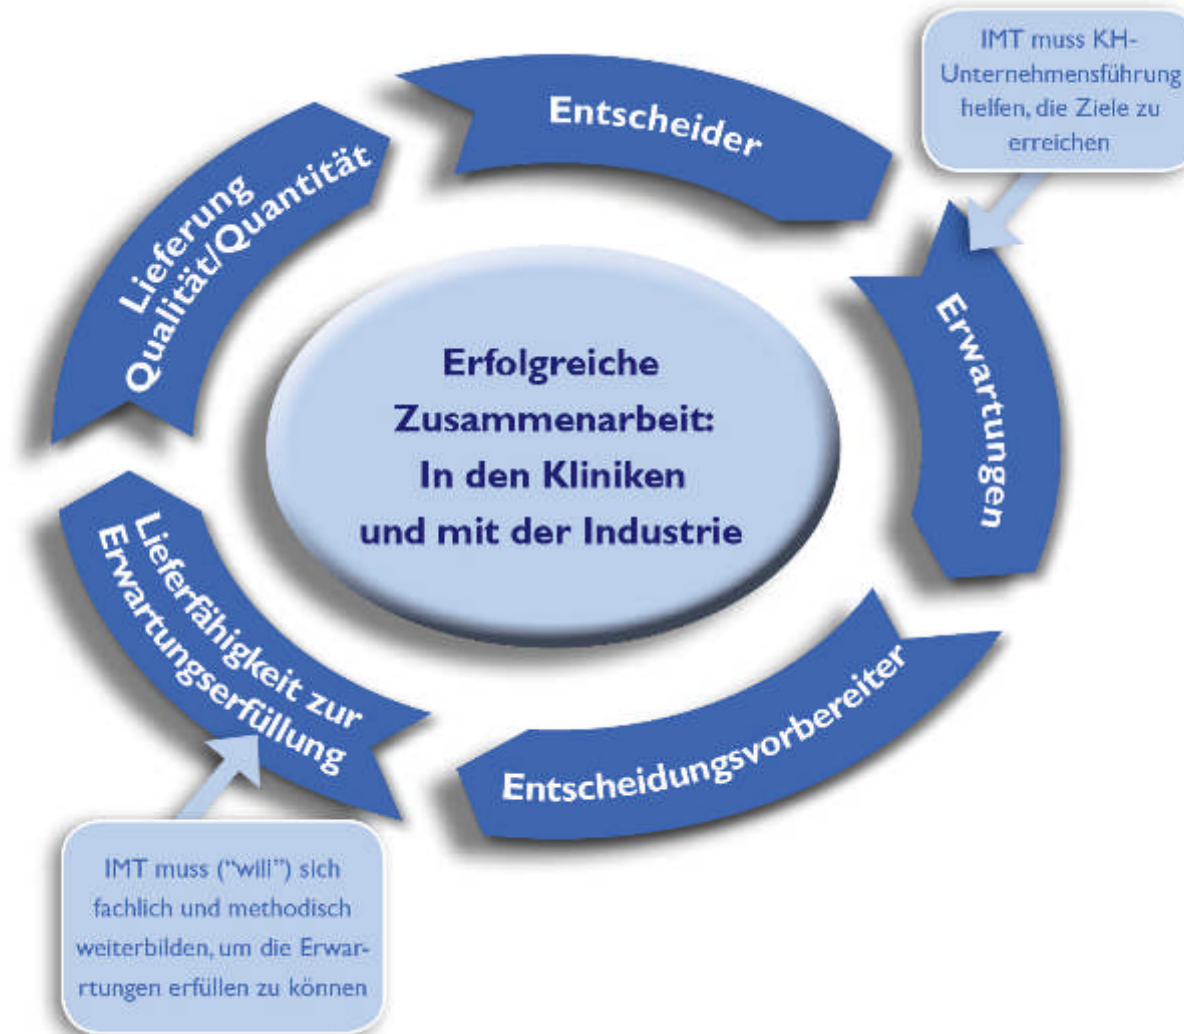 IMT muss KH-
Unternehmensführung
helfen, die Ziele zu
erreichen
Entscheider
Erwartungen
Entscheidungsvorbereiter
Lieferfähigkeit zur
Erwartungserfüllung
Lieferung
Qualität/Quantität
Erfolgreiche
Zusammenarbeit:
In den Kliniken
und mit der Industrie
IMT muss (“will”) sich
fachlich und methodisch
weiterbilden, um die Erwar-
rtungen erfüllen zu können